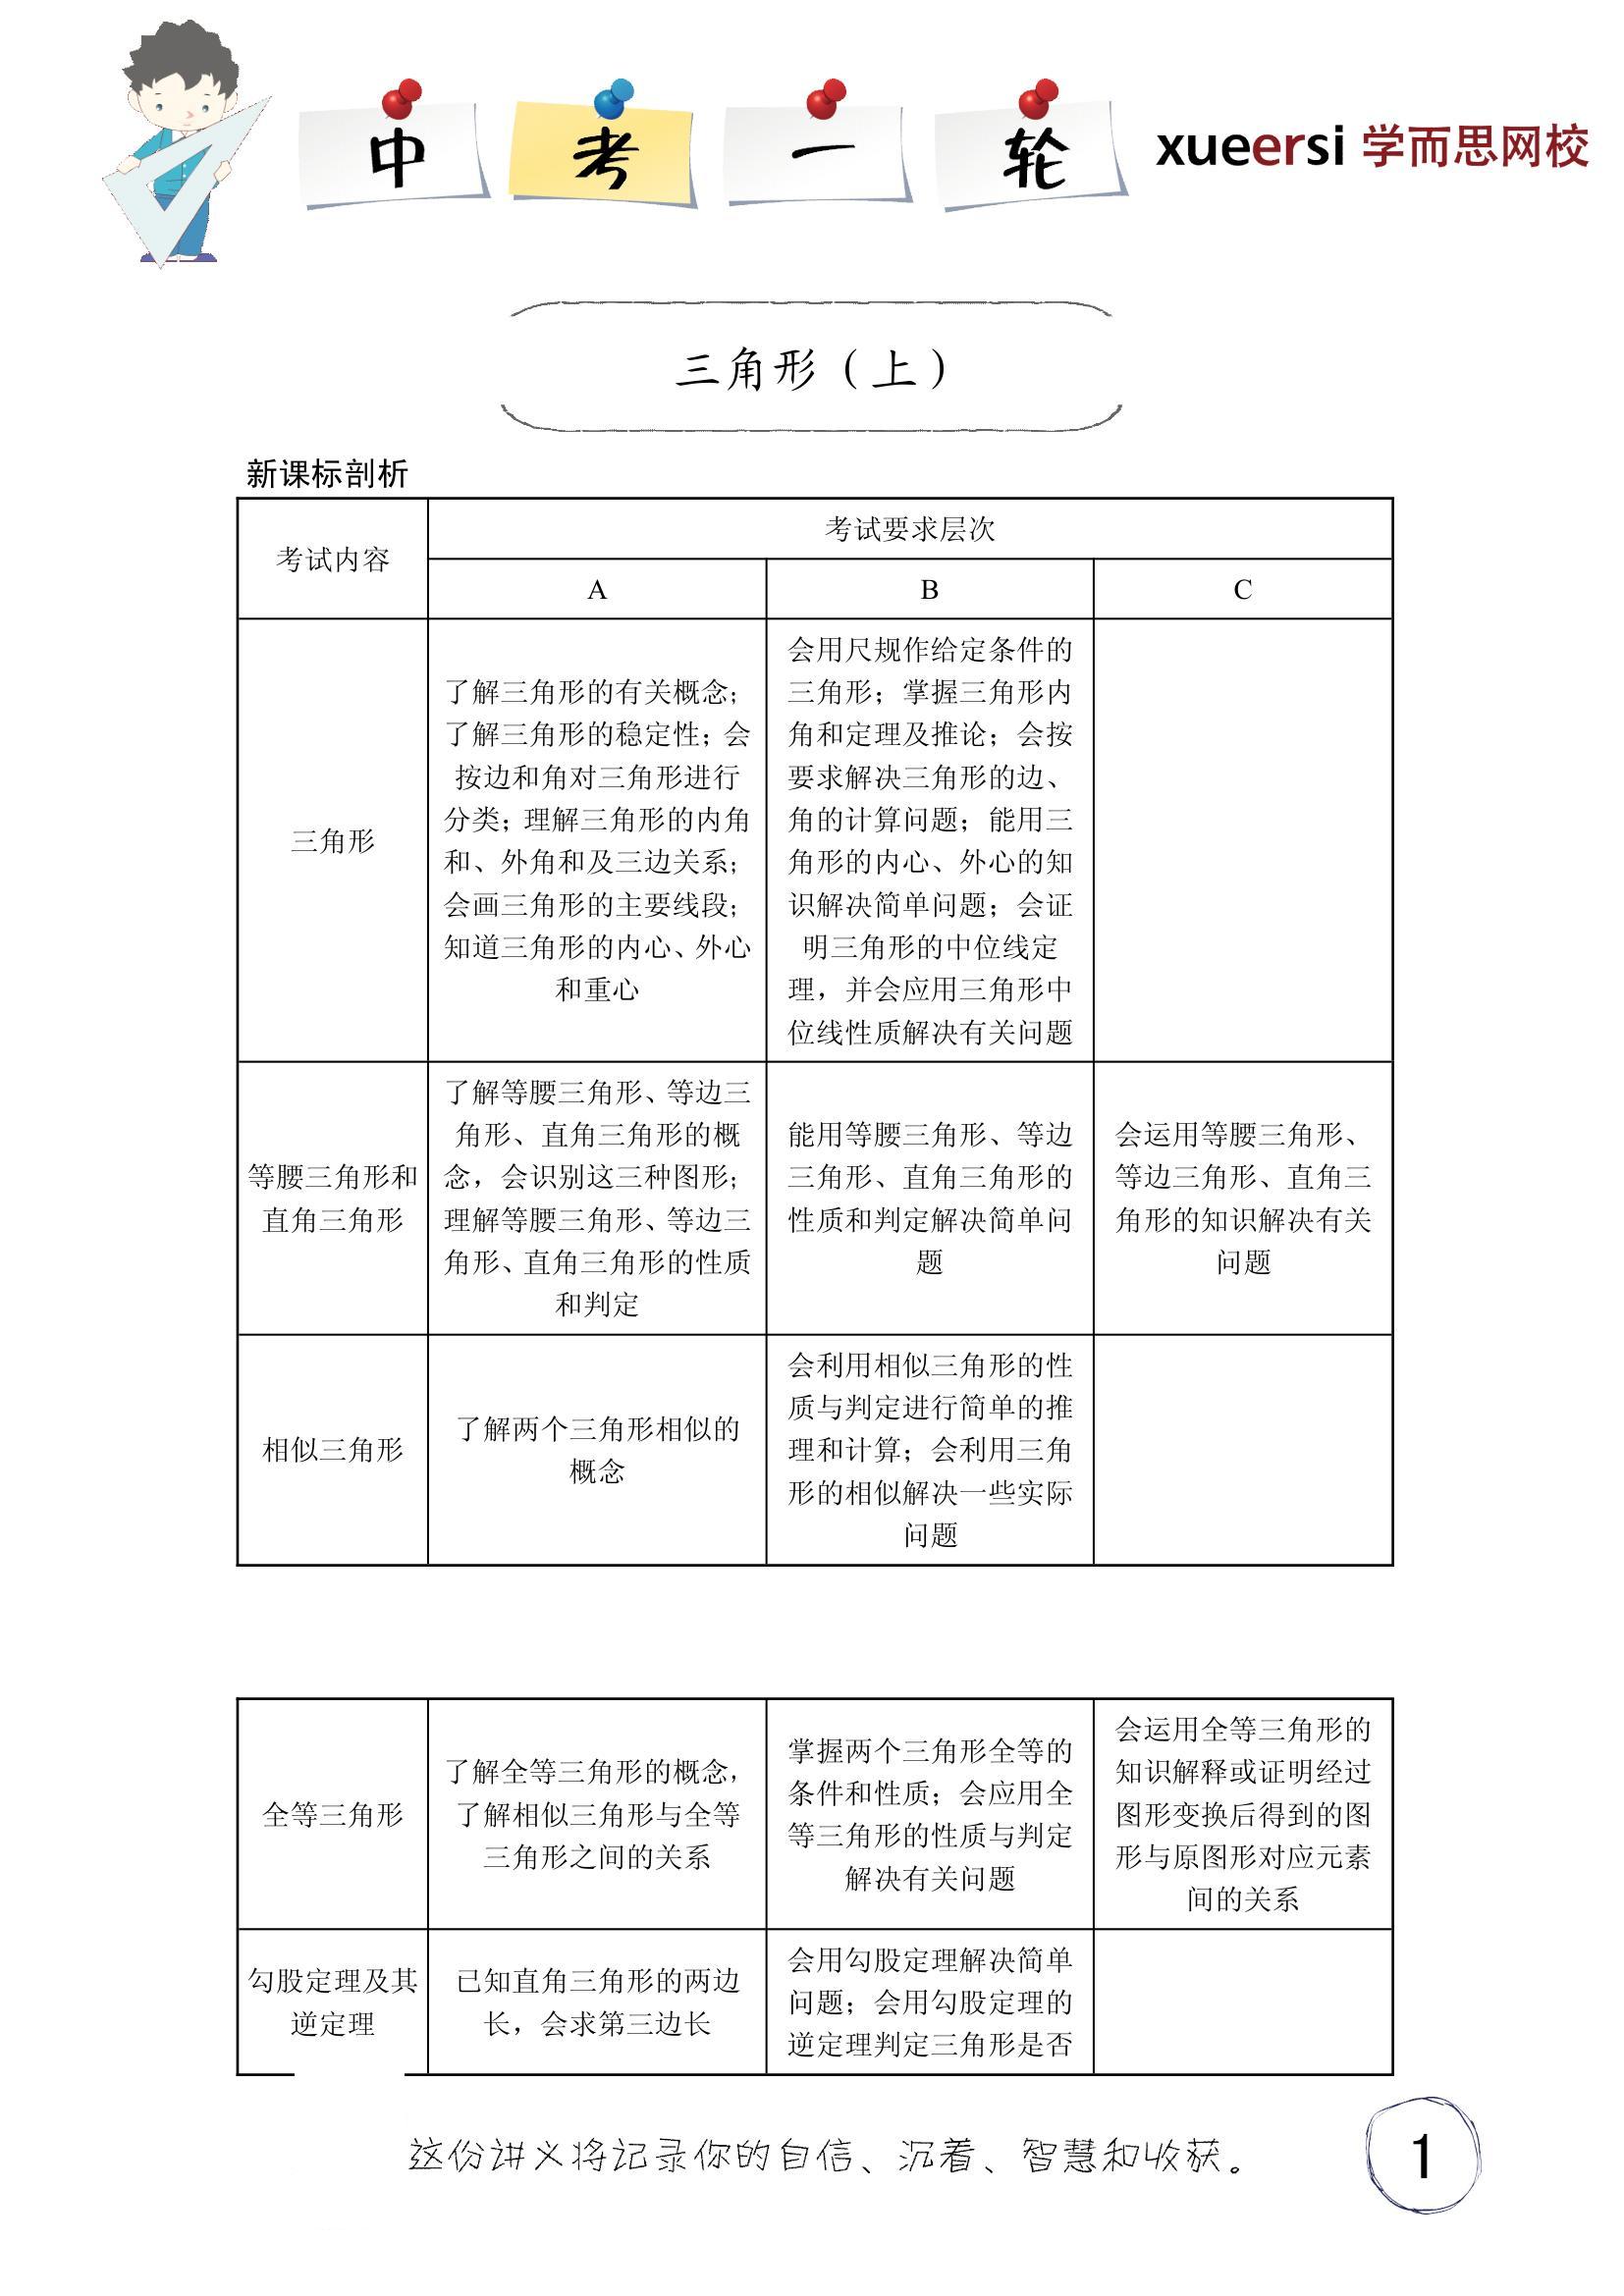 中考一轮
xueersi 学而思网校
三角形（上）
新课标剖析
考试内容
考试要求层次
A
B
C
三角形
了解三角形的有关概念；
了解三角形的稳定性；会
按边和角对三角形进行
分类；理解三角形的内角
和、外角和及三边关系；
会画三角形的主要线段；
知道三角形的内心、外心
和重心
会用尺规作给定条件的
三角形；掌握三角形内
角和定理及推论；会按
要求解决三角形的边、
角的计算问题；能用三
角形的内心、外心的知
识解决简单问题；会证
明三角形的中位线定
理，并会应用三角形中
位线性质解决有关问题
等腰三角形和
直角三角形
了解等腰三角形、等边三
角形、直角三角形的概
念，会识别这三种图形；
理解等腰三角形、等边三
角形、直角三角形的性质
和判定
能用等腰三角形、等边
三角形、直角三角形的
性质和判定解决简单问
题
会运用等腰三角形、
等边三角形、直角三
角形的知识解决有关
问题
相似三角形
了解两个三角形相似的
概念
会利用相似三角形的性
质与判定进行简单的推
理和计算；会利用三角
形的相似解决一些实际
问题
全等三角形
了解全等三角形的概念，
了解相似三角形与全等
三角形之间的关系
掌握两个三角形全等的
条件和性质；会应用全
等三角形的性质与判定
解决有关问题
会运用全等三角形的
知识解释或证明经过
图形变换后得到的图
形与原图形对应元素
间的关系
勾股定理及其
逆定理
已知直角三角形的两边
长，会求第三边长
会用勾股定理解决简单
问题；会用勾股定理的
逆定理判定三角形是否
这份讲义将记录你的自信、沉着、智慧和收获。
1